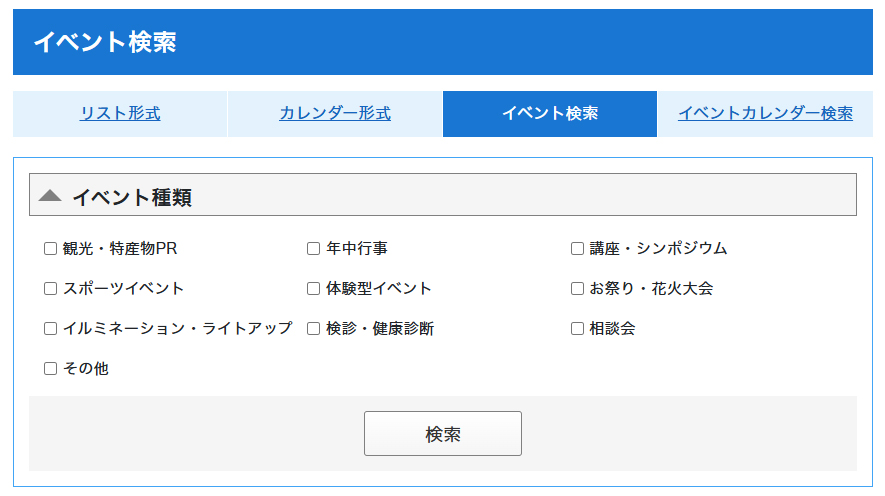 イベント検索
リスト形式 カレンダー形式 イベント検索 イベントカレンダー検索
イベント種類
観光・特産物PR 年中行事 講座・シンポジウム
スポーツイベント 体験型イベント お祭り・花火大会
イルミネーション・ライトアップ 検診・健康診断 相談会
その他
検索